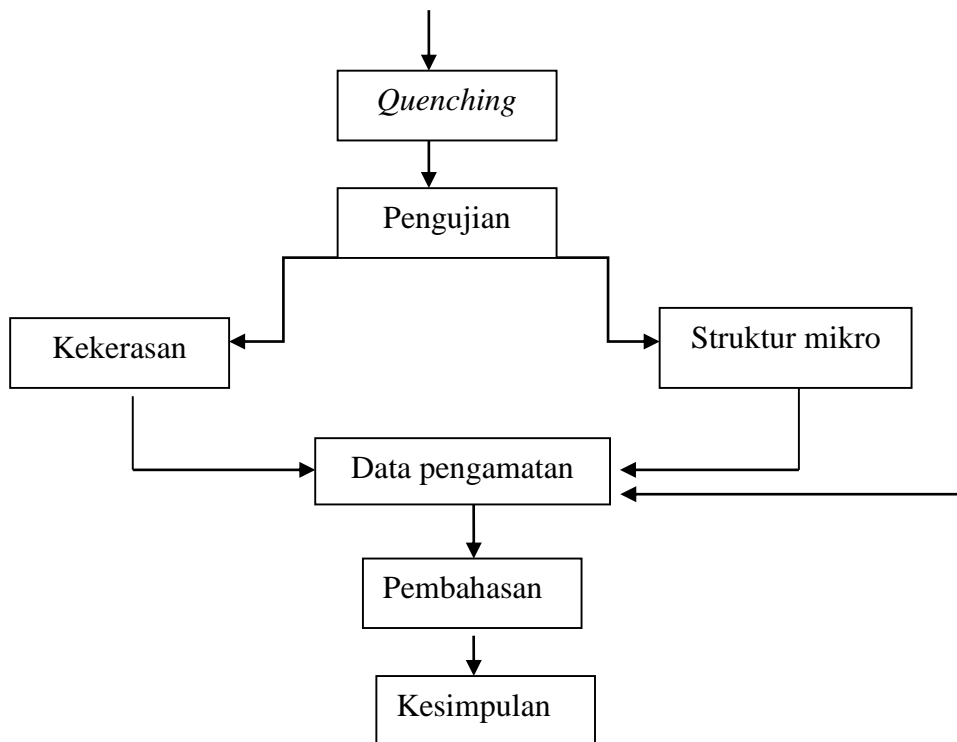 Quenching
Pengujian
Kekerasan
Struktur mikro
Data pengamatan
Pembahasan
Kesimpulan